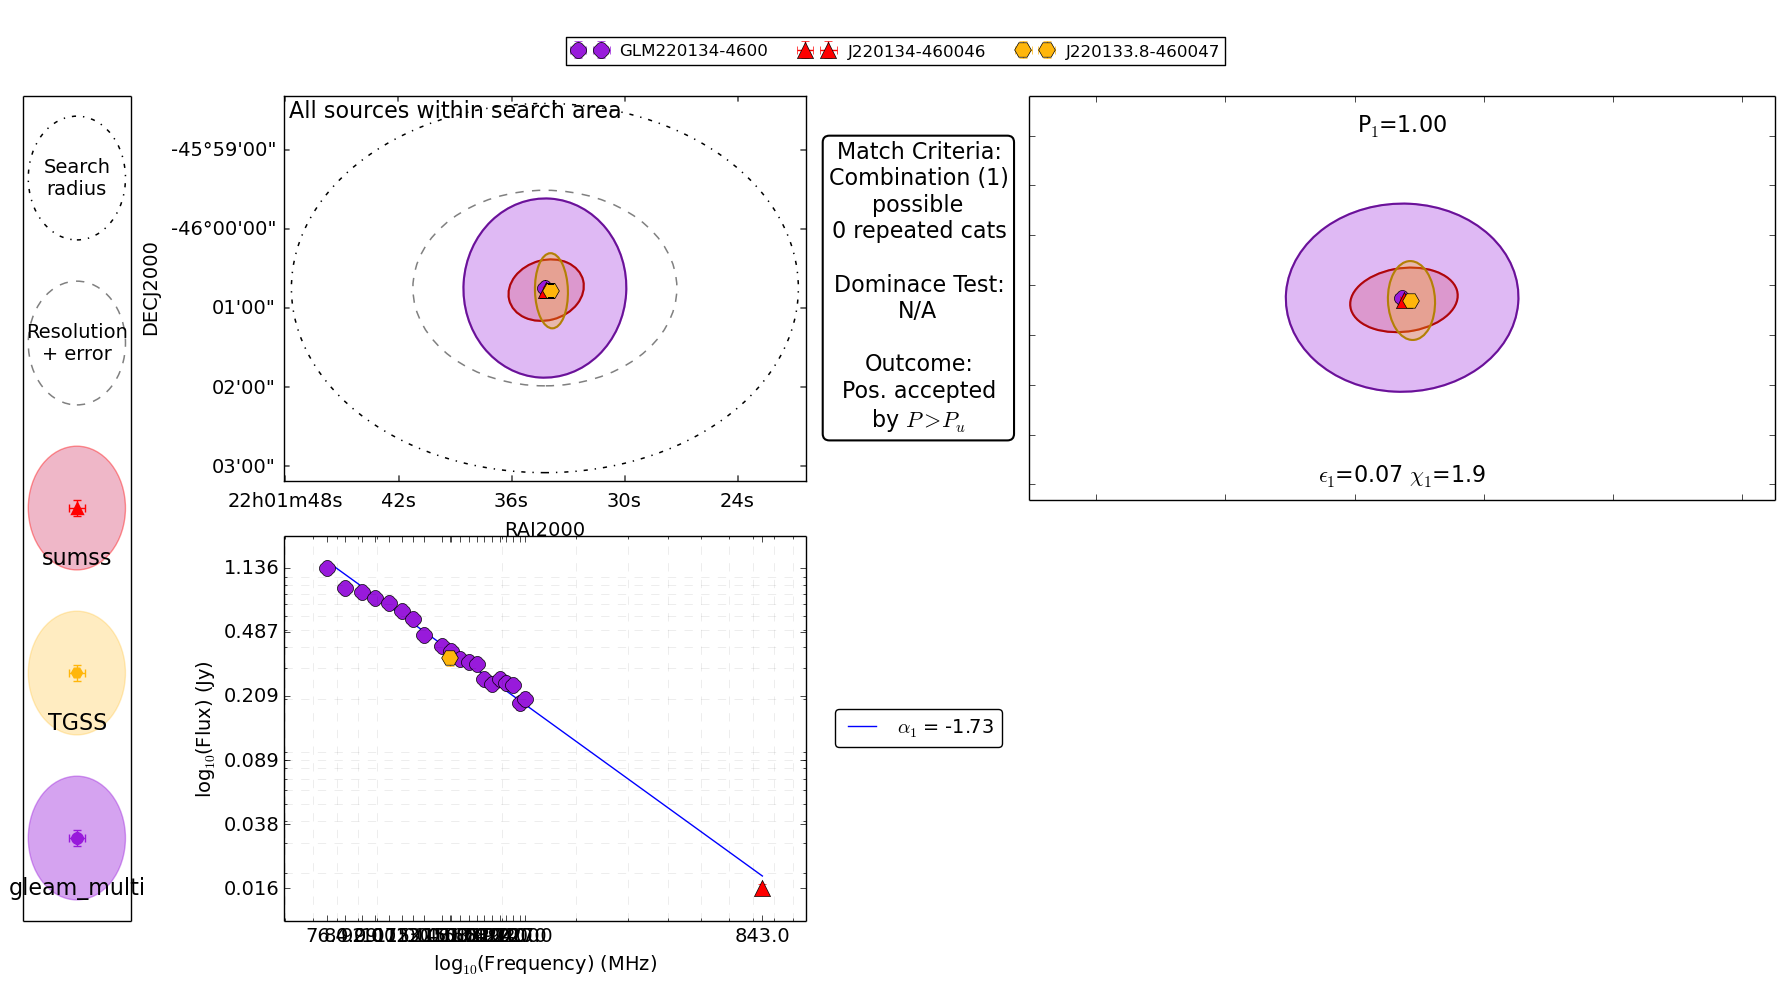 GLM220134-4600 J220134-460046 J220133.8-460047
Search
radius
Resolution
+ error
sumss
TGSS
gleam_multi
All sources within search area
DECJ2000
-45°59'00"
-46°00'00"
01'00"
02'00"
03'00"
22h01m48s 42s 36s 30s 24s
RAJ2000
Match Criteria:
Combination (1)
possible
0 repeated cats
Dominace Test:
N/A
Outcome:
Pos. accepted
by P>Pᵤ
P₁=1.00
ϵ₁=0.07 χ₁=1.9
log₁₀(Flux) (Jy)
1.136
0.487
0.209
0.089
0.038
0.016
843.0
log₁₀(Frequency) (MHz)
α₁ = -1.73